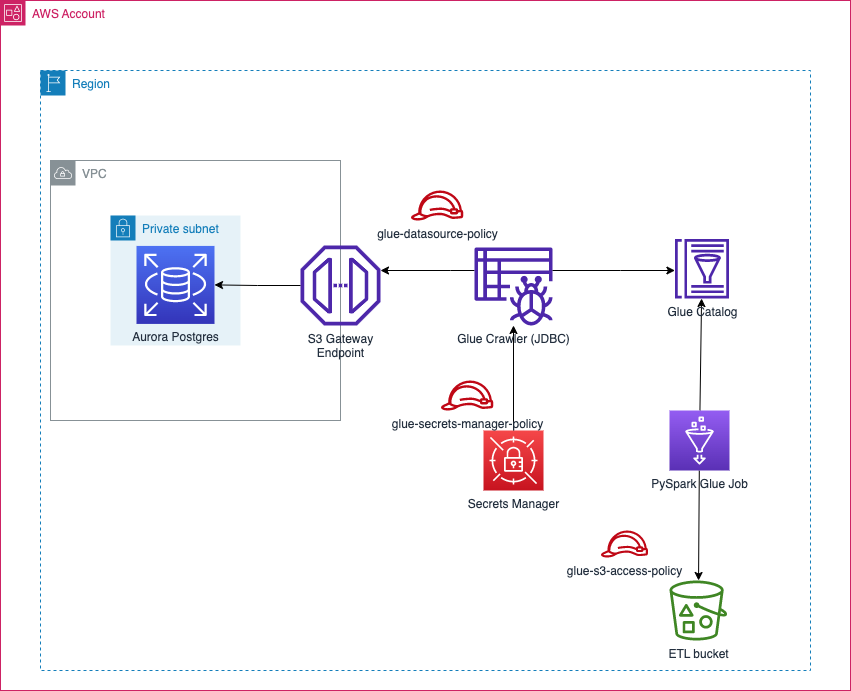 AWS Account
Region
VPC
Private subnet
glue-datasource-policy
Aurora Postgres
S3 Gateway
Endpoint
Glue Crawler (JDBC)
Glue Catalog
glue-secrets-manager-policy
Secrets Manager
PySpark Glue Job
glue-s3-access-policy
ETL bucket